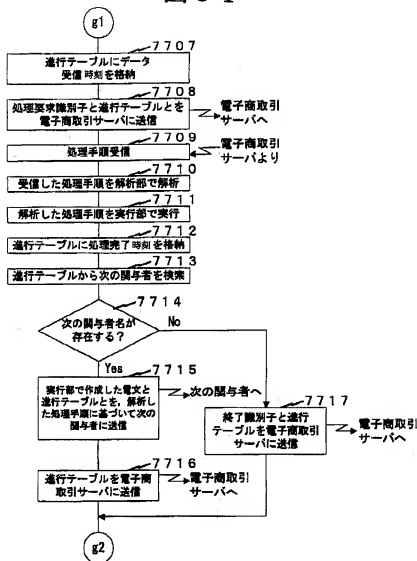 g1
7707
進行テーブルにデータ
受信時刻を格納
7708
処理要求識別子と進行テーブルとを
電子商取引サーバに送信
電子商取引
サーバへ
7709
処理手順受信
電子商取引
サーバより
7710
受信した処理手順を解析部で解析
7711
解析した処理手順を実行部で実行
7712
進行テーブルに処理完了時刻を格納
7713
進行テーブルから次の関与者を検索
7714
次の関与者名が
存在する?
No
Yes
7715
実行部で作成した電文と
進行テーブルとを,解析し
た処理手順に基づいて次の
関与者に送信
次の関与者へ
7717
終了識別子と進行
テーブルを電子商取引
サーバに送信
電子商取引
サーバへ
7716
進行テーブルを電子商
取引サーバに送信
電子商取引
サーバへ
g2